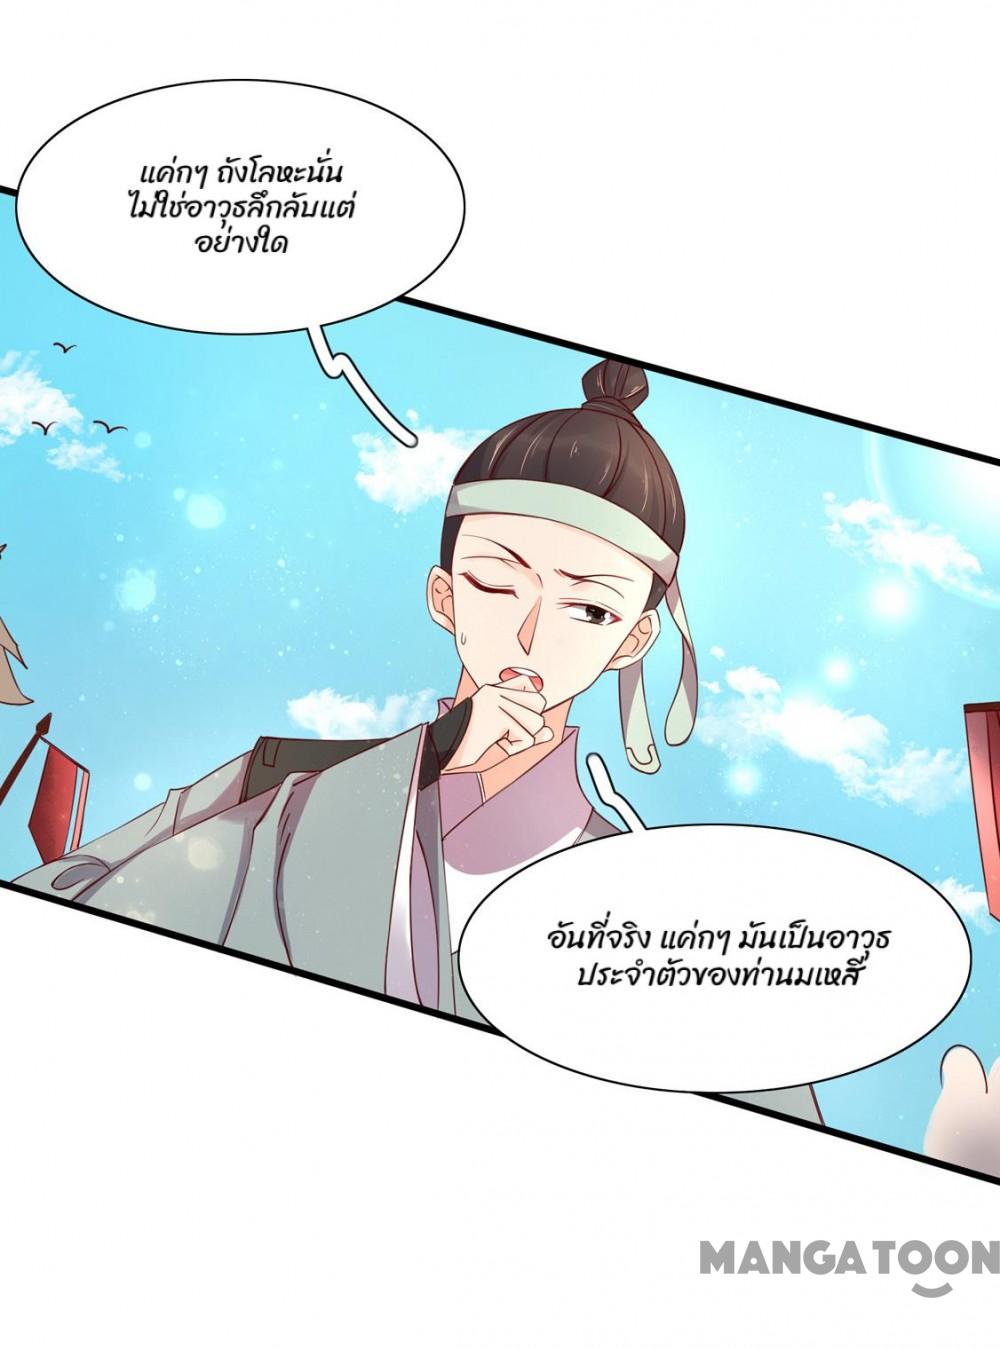 แค่กๆ ถังโลหะนั่น
ไม่ใช่อาวุธลึกลับแต่
อย่างใด
อันที่จริง แค่กๆ มันเป็นอาวุธ
ประจำตัวของท่านมเหสี
MANGATOON